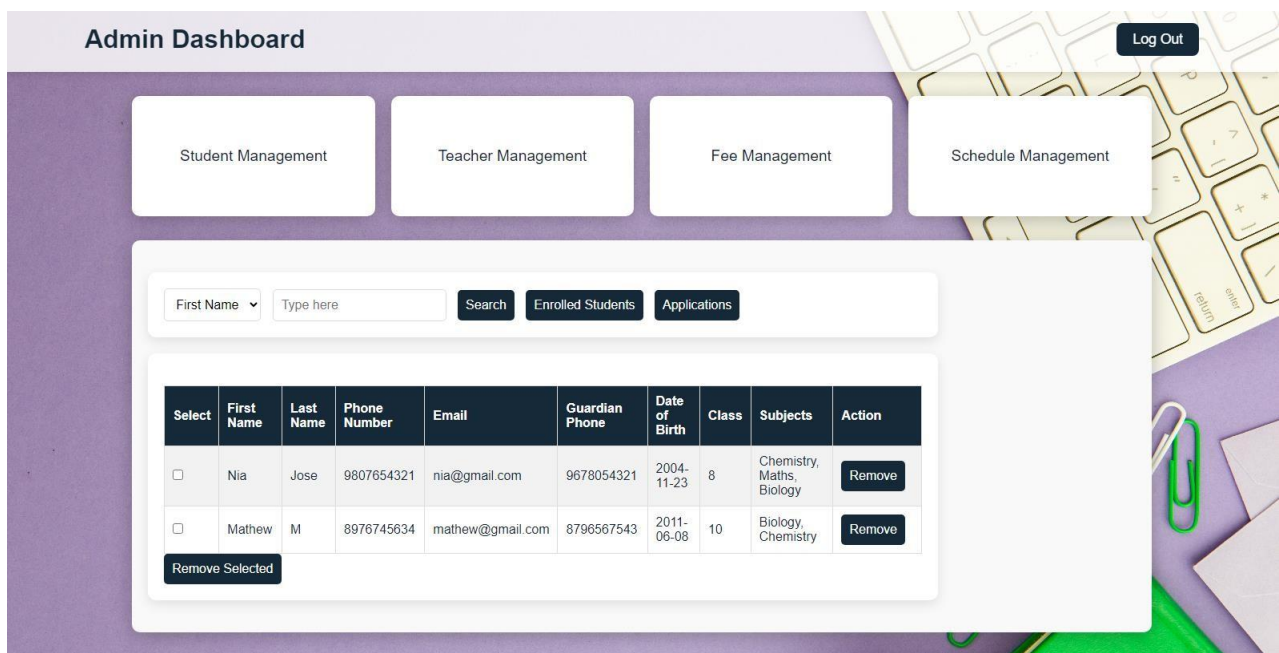 Admin Dashboard
Log Out
Student Management
Teacher Management
Fee Management
Schedule Management
First Name
Type here
Search
Enrolled Students
Applications
Select
First
Name
Last
Name
Phone
Number
Email
Guardian
Phone
Date
of
Birth
Class
Subjects
Action
Nia
Jose
9807654321
nia@gmail.com
9678054321
2004-
11-23
8
Chemistry,
Maths,
Biology
Remove
Mathew
M
8976745634
mathew@gmail.com
8796567543
2011-
06-08
10
Biology,
Chemistry
Remove
Remove Selected
return
enter